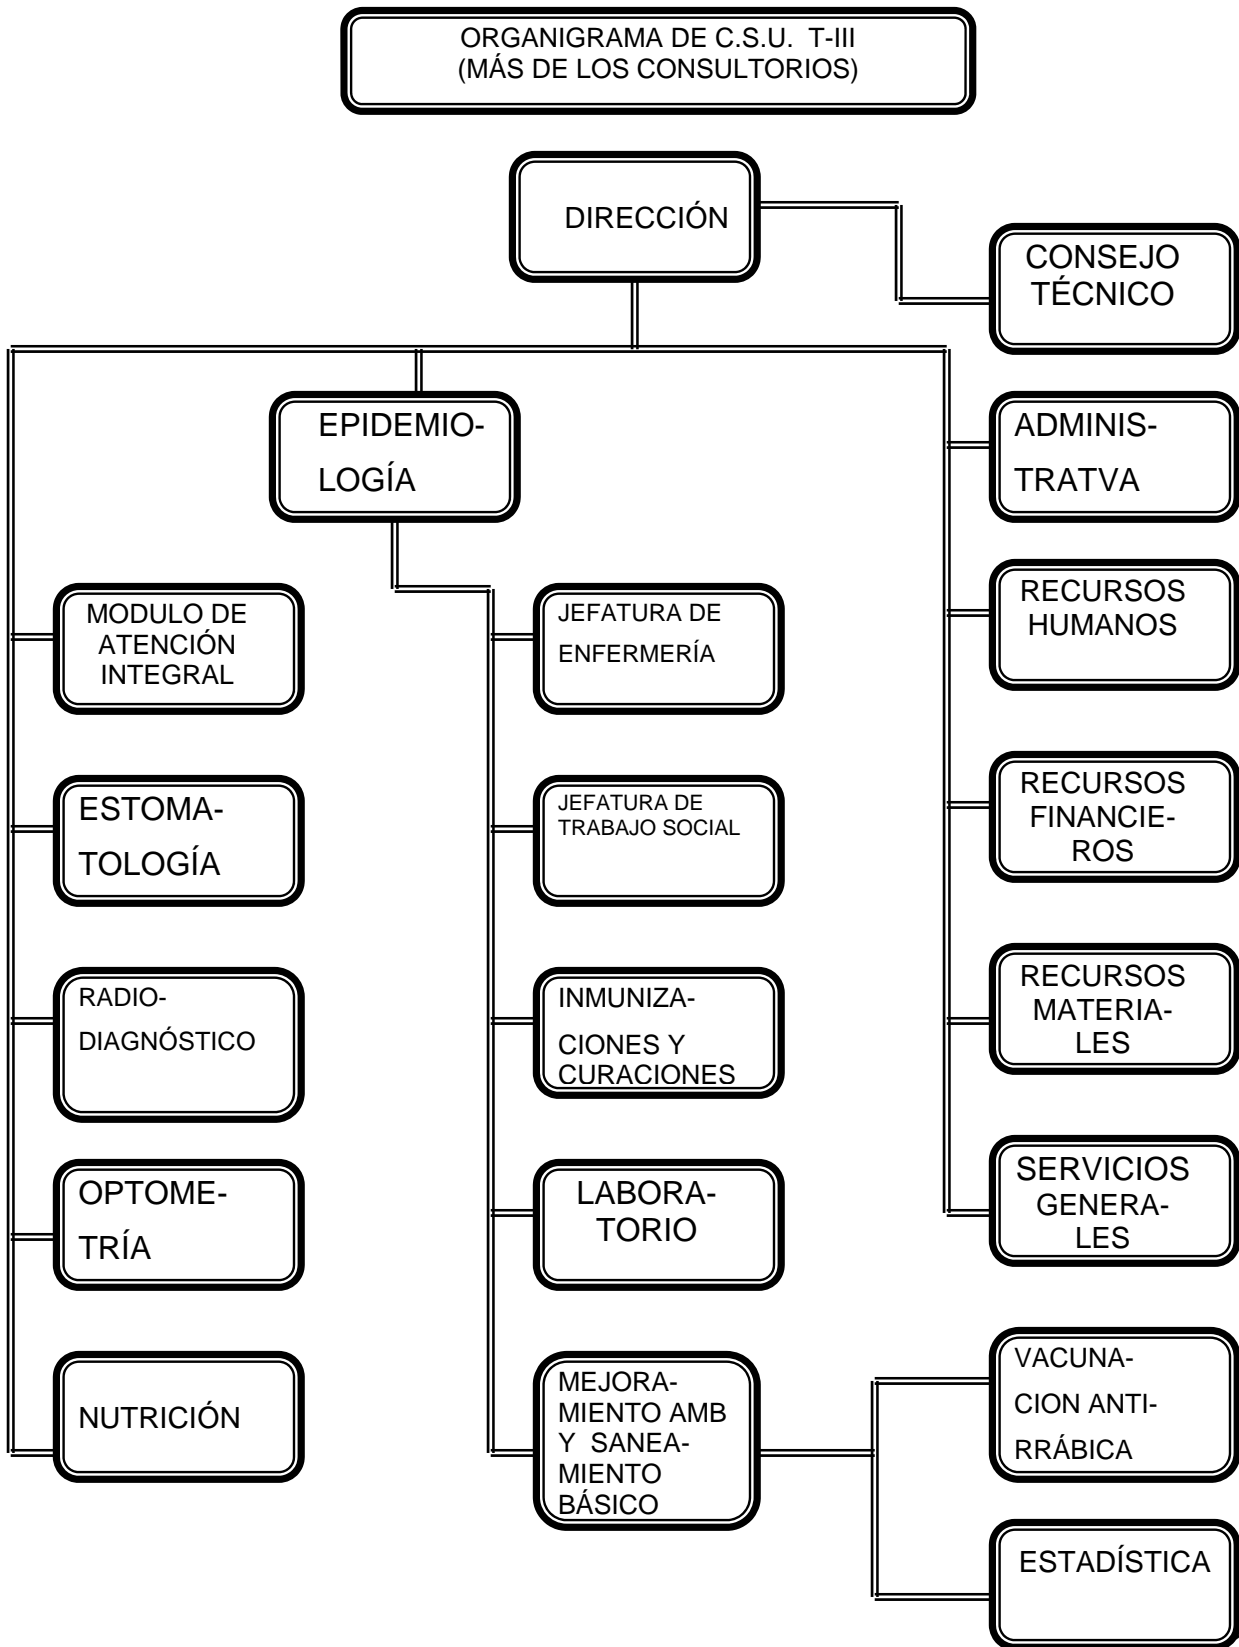 ORGANIGRAMA DE C.S.U. T-III
(MÁS DE LOS CONSULTORIOS)
DIRECCIÓN
CONSEJO
TÉCNICO
EPIDEMIO-
LOGÍA
ADMINIS-
TRATVA
RECURSOS
HUMANOS
MODULO DE
ATENCIÓN
INTEGRAL
JEFATURA DE
ENFERMERÍA
RECURSOS
FINANCIE-
ROS
ESTOMA-
TOLOGÍA
JEFATURA DE
TRABAJO SOCIAL
RECURSOS
MATERIA-
LES
RADIO-
DIAGNÓSTICO
INMUNIZA-
CIONES Y
CURACIONES
SERVICIOS
GENERA-
LES
OPTOME-
TRÍA
LABORA-
TORIO
NUTRICIÓN
MEJORA-
MIENTO AMB
Y SANEA-
MIENTO
BÁSICO
VACUNA-
CION ANTI-
RRÁBICA
ESTADÍSTICA